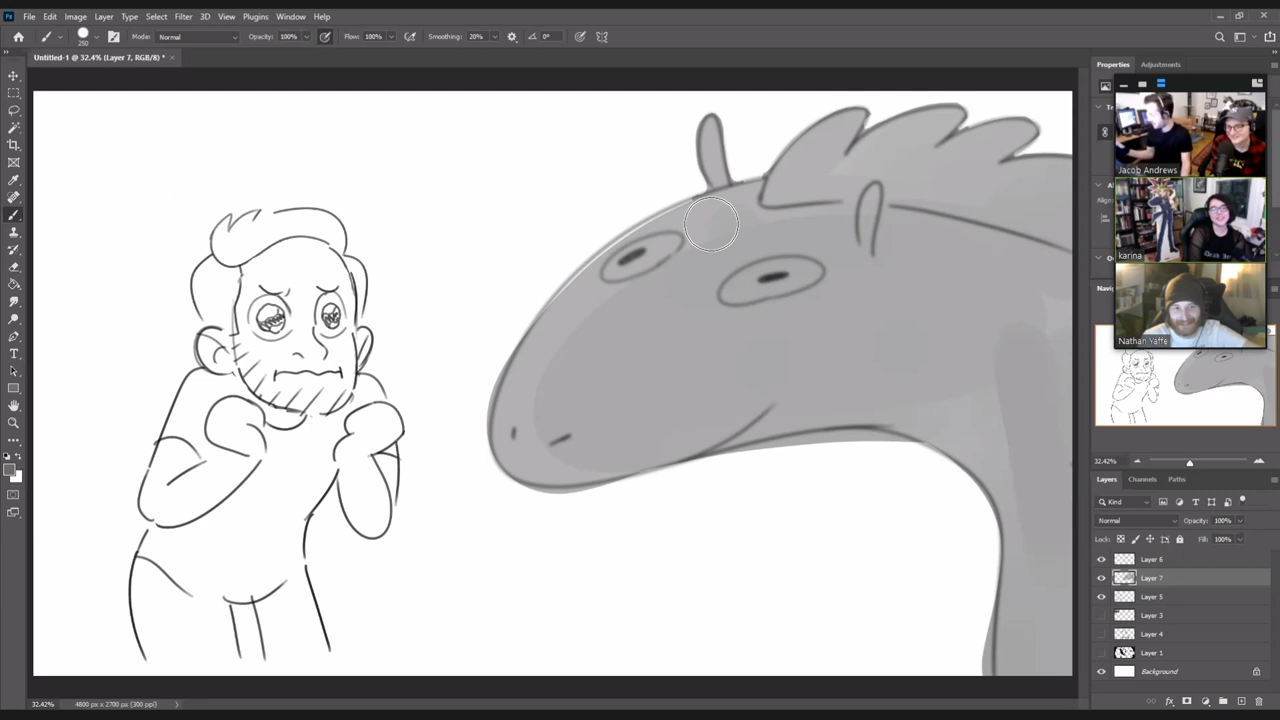 File Edit Image Layer Type Select Filter 3D View Plugins Window Help
250 Mode: Normal Opacity: 100% Flow: 100% Smoothing: 20% 0°
Untitled-1 @ 32.4% (Layer 7, RGB/8) *
Properties Adjustments
Jacob Andrews
karina
Nathan Yaffe
32.42%
Layers Channels Paths
Kind
Normal Opacity: 100%
Lock: Fill: 100%
Layer 6
Layer 7
Layer 5
Layer 3
Layer 4
Layer 1
Background
32.42% 4800 px x 2700 px (300 ppi)